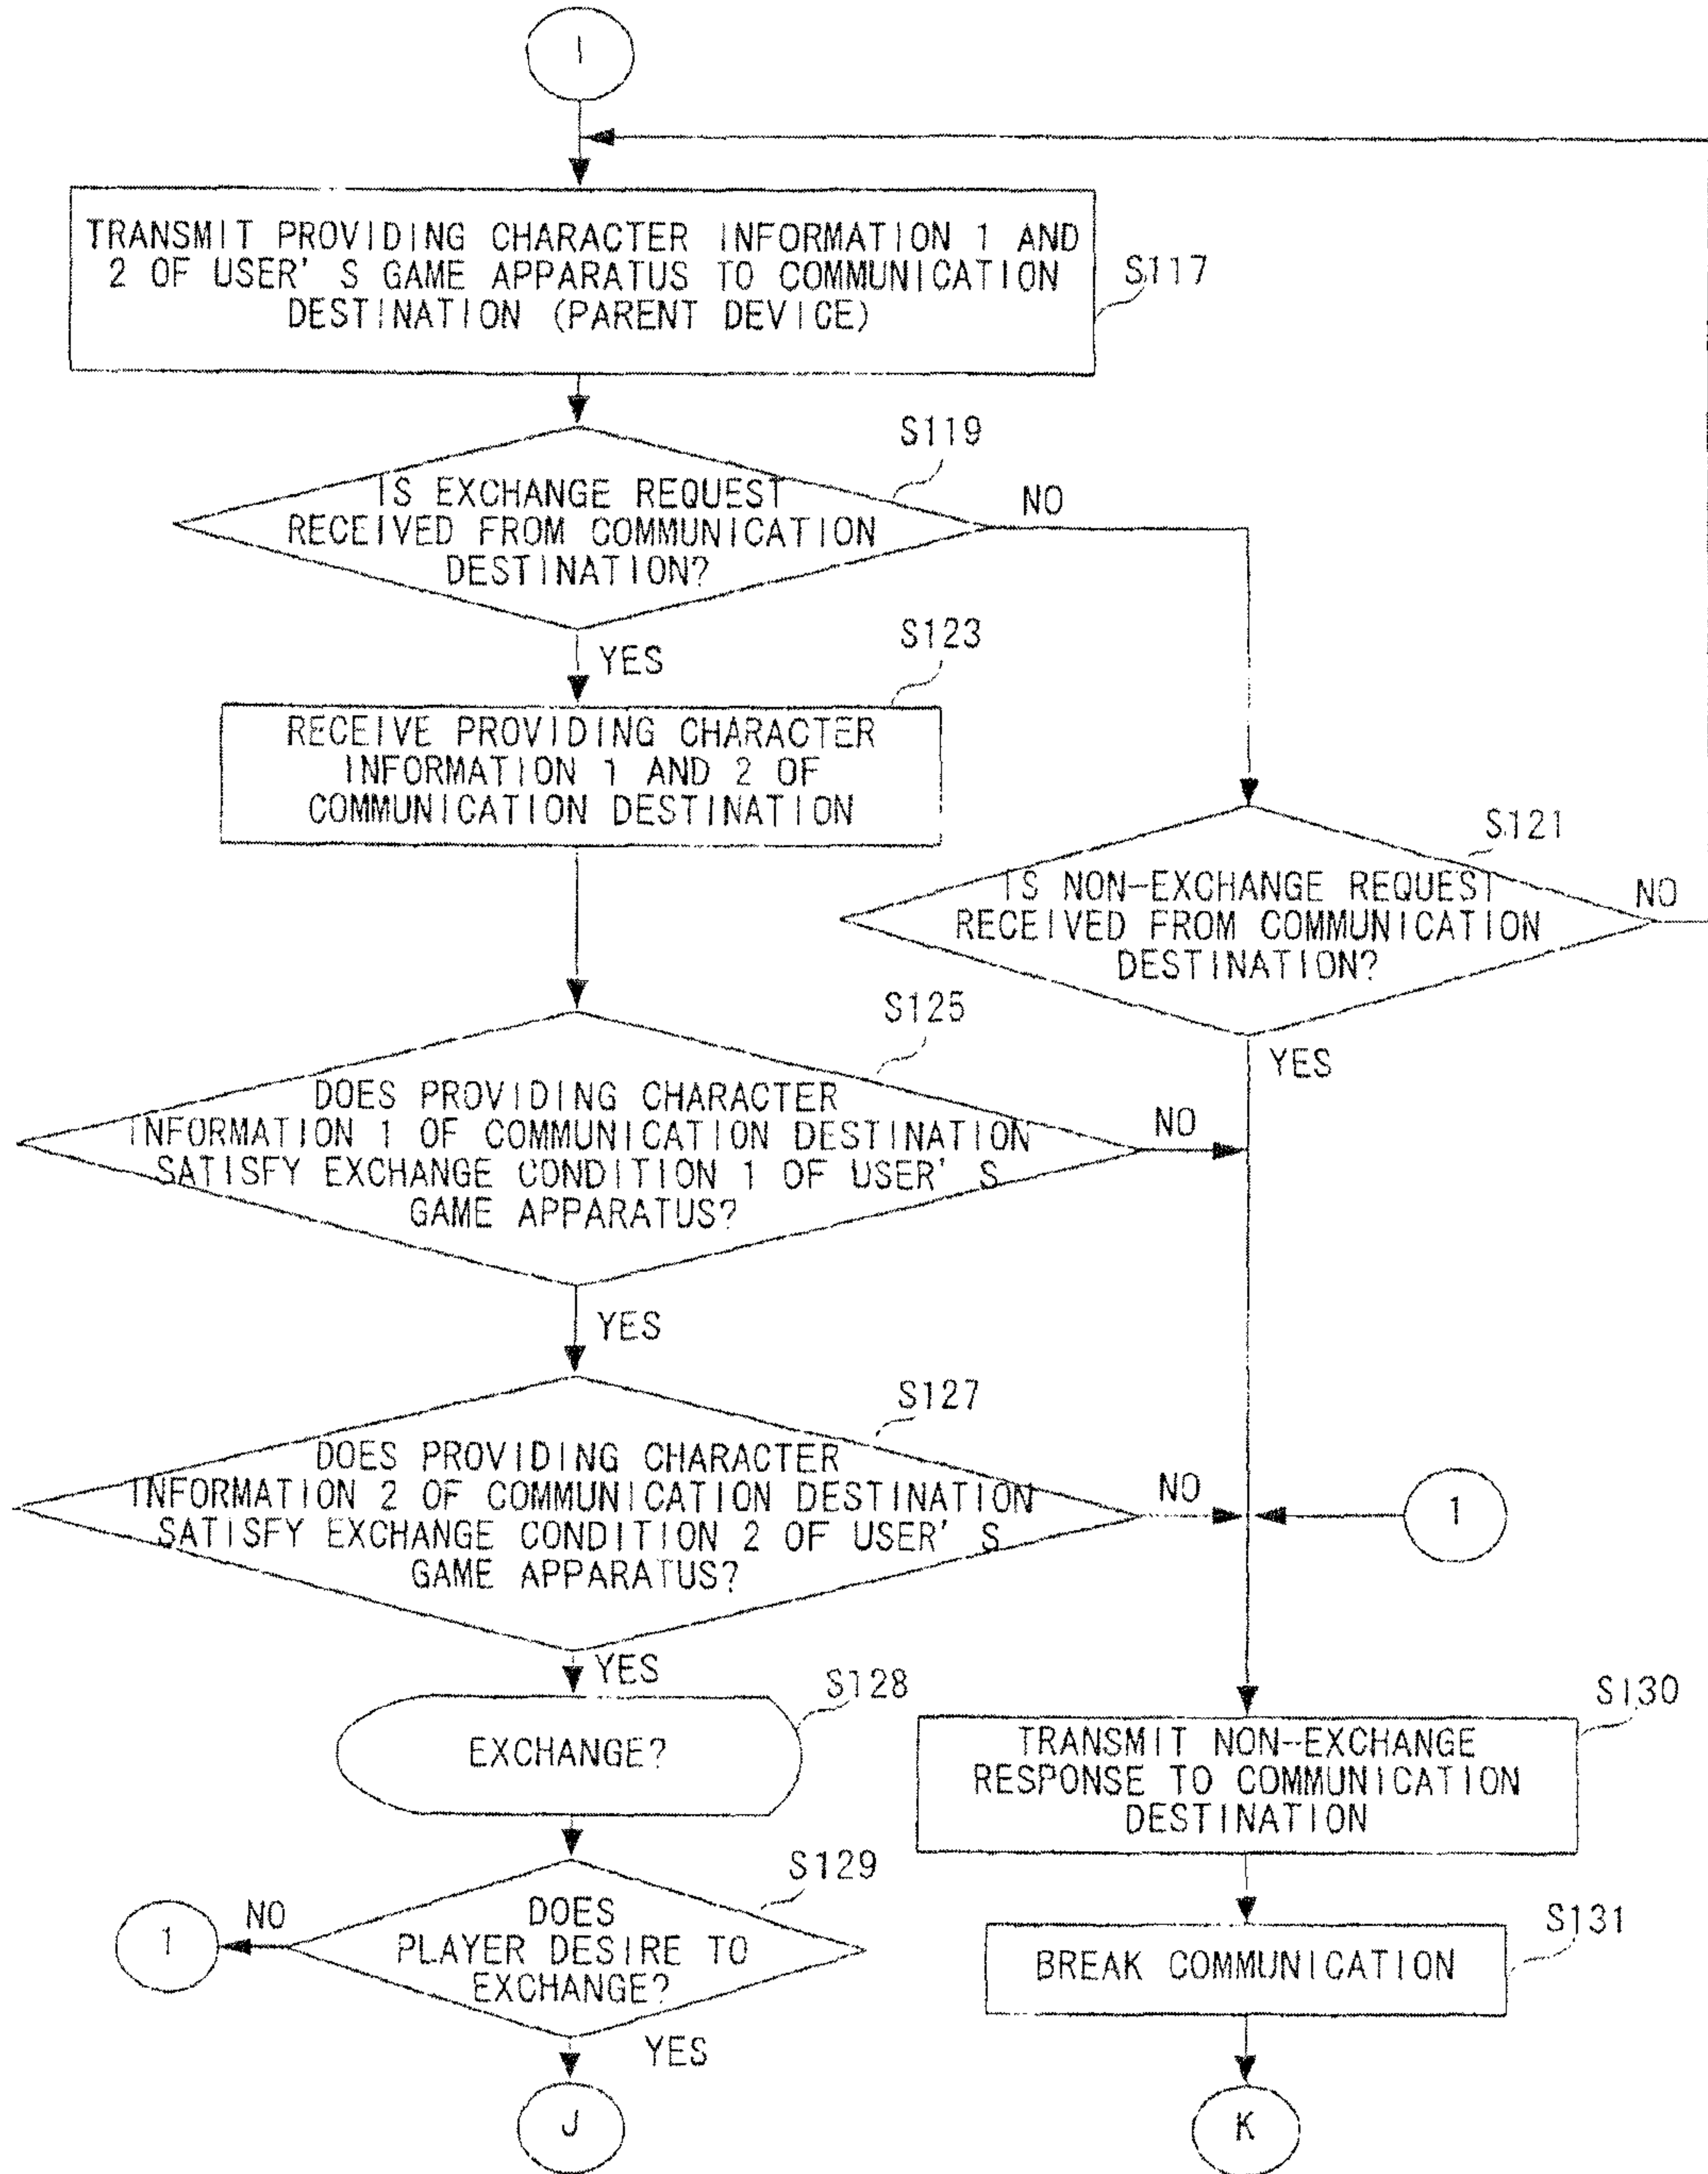 I
TRANSMIT PROVIDING CHARACTER INFORMATION 1 AND
2 OF USER' S GAME APPARATUS TO COMMUNICATION
DESTINATION (PARENT DEVICE)
S117
S119
IS EXCHANGE REQUEST
RECEIVED FROM COMMUNICATION
DESTINATION?
NO
YES
S123
RECEIVE PROVIDING CHARACTER
INFORMATION 1 AND 2 OF
COMMUNICATION DESTINATION
S121
IS NON-EXCHANGE REQUEST
RECEIVED FROM COMMUNICATION
DESTINATION?
NO
YES
S125
DOES PROVIDING CHARACTER
INFORMATION 1 OF COMMUNICATION DESTINATION
SATISFY EXCHANGE CONDITION 1 OF USER' S
GAME APPARATUS?
NO
YES
S127
DOES PROVIDING CHARACTER
INFORMATION 2 OF COMMUNICATION DESTINATION
SATISFY EXCHANGE CONDITION 2 OF USER' S
GAME APPARATUS?
NO
1
YES
S128
EXCHANGE?
S130
TRANSMIT NON-EXCHANGE
RESPONSE TO COMMUNICATION
DESTINATION
S129
DOES
PLAYER DESIRE TO
EXCHANGE?
NO
1
YES
S131
BREAK COMMUNICATION
J
K